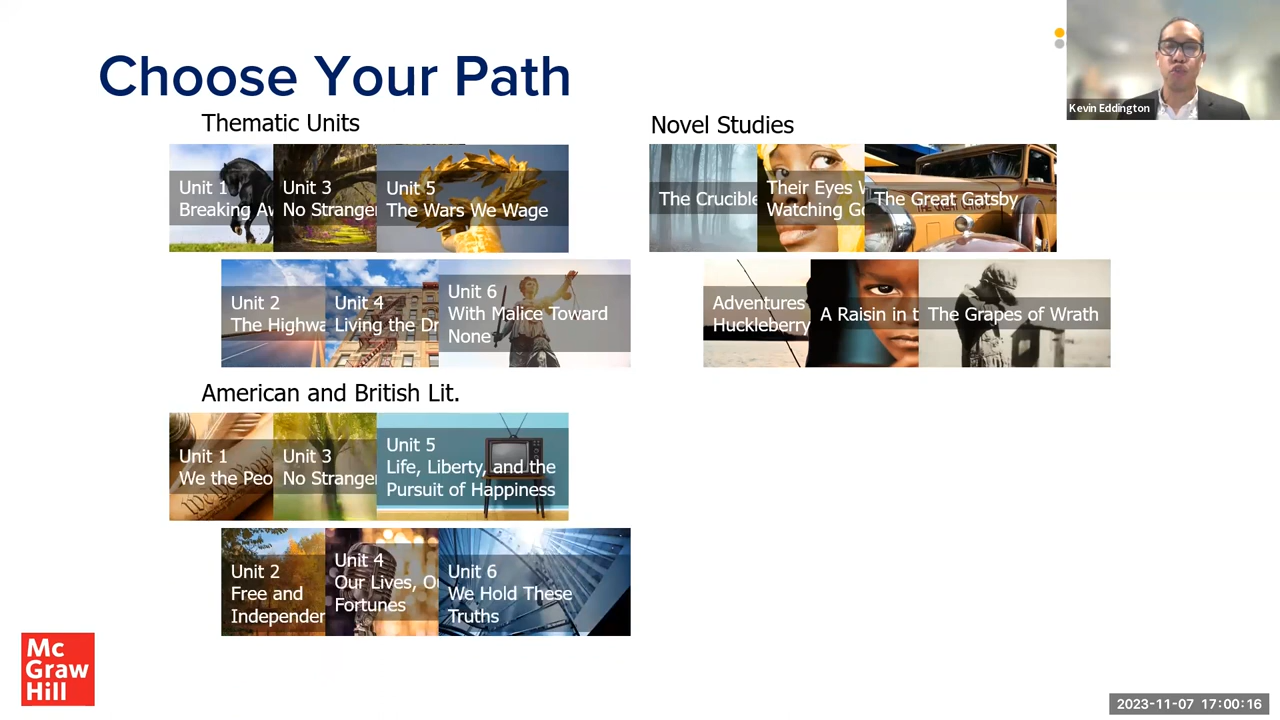 Choose Your Path
Kevin Eddington
Thematic Units
Unit 1
Breaking Aw
Unit 3
No Stranger
Unit 5
The Wars We Wage
Unit 2
The Highwa
Unit 4
Living the Dr
Unit 6
With Malice Toward
None
Novel Studies
The Crucible
Their Eyes W
Watching Go
The Great Gatsby
Adventures
Huckleberry
A Raisin in t
The Grapes of Wrath
American and British Lit.
Unit 1
We the Peo
Unit 3
No Stranger
Unit 5
Life, Liberty, and the
Pursuit of Happiness
Unit 2
Free and
Independen
Unit 4
Our Lives, Ou
Fortunes
Unit 6
We Hold These
Truths
Mc
Graw
Hill
2023-11-07 17:00:16